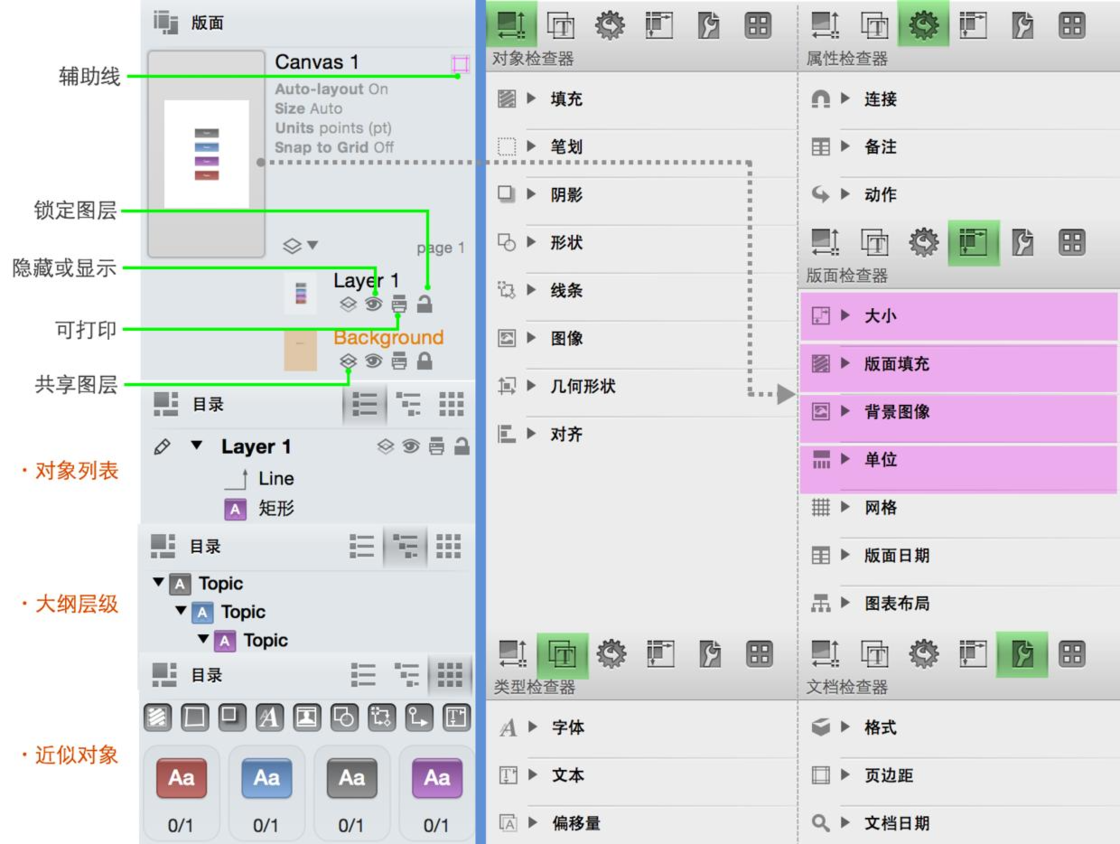 版面
Canvas 1
辅助线
Auto-layout On
Size Auto
Units points (pt)
Snap to Grid Off
锁定图层
page 1
隐藏或显示
Layer 1
可打印
Background
共享图层
目录
Layer 1
· 对象列表
Line
A 矩形
目录
A Topic
· 大纲层级
A Topic
A Topic
目录
A
T
· 近似对象
Aa Aa Aa Aa
0/1 0/1 0/1 0/1
T
对象检查器
填充
笔划
阴影
形状
线条
图像
几何形状
对齐
T
类型检查器
A 字体
T 文本
A 偏移量
T
属性检查器
连接
备注
动作
T
版面检查器
大小
版面填充
背景图像
单位
网格
版面日期
图表布局
T
文档检查器
格式
页边距
文档日期